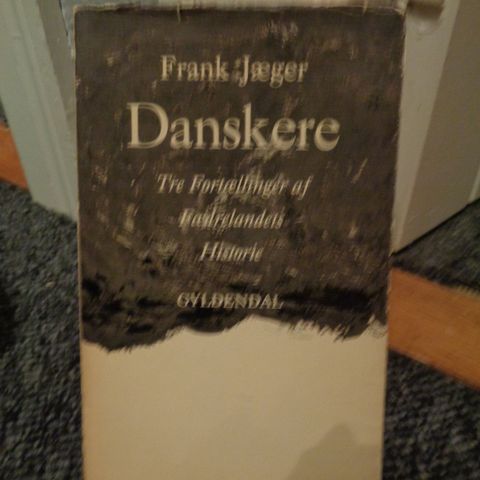 Frank Jæger
Danskere
Tre Fortællinger af
Fædrelandets
Historie
GYLDENDAL